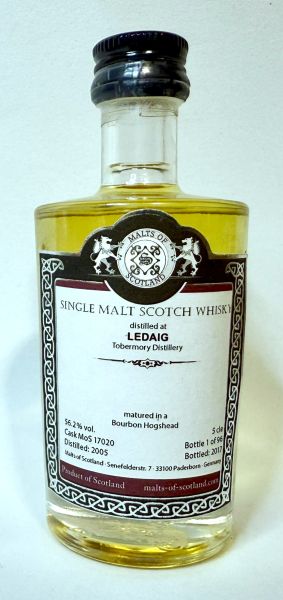 MALTS OF
SCOTLAND
SINGLE MALT SCOTCH WHISKY
distilled at
LEDAIG
Tobermory Distillery
matured in a
Bourbon Hogshead
56.2% vol.
Cask MoS 17020
Distilled: 2005
5 cle
Bottle 1 of 96
Bottled: 2017
Malts of Scotland · Senefelderstr. 7 · 33100 Paderborn · Germany
Product of Scotland
malts-of-scotland.com